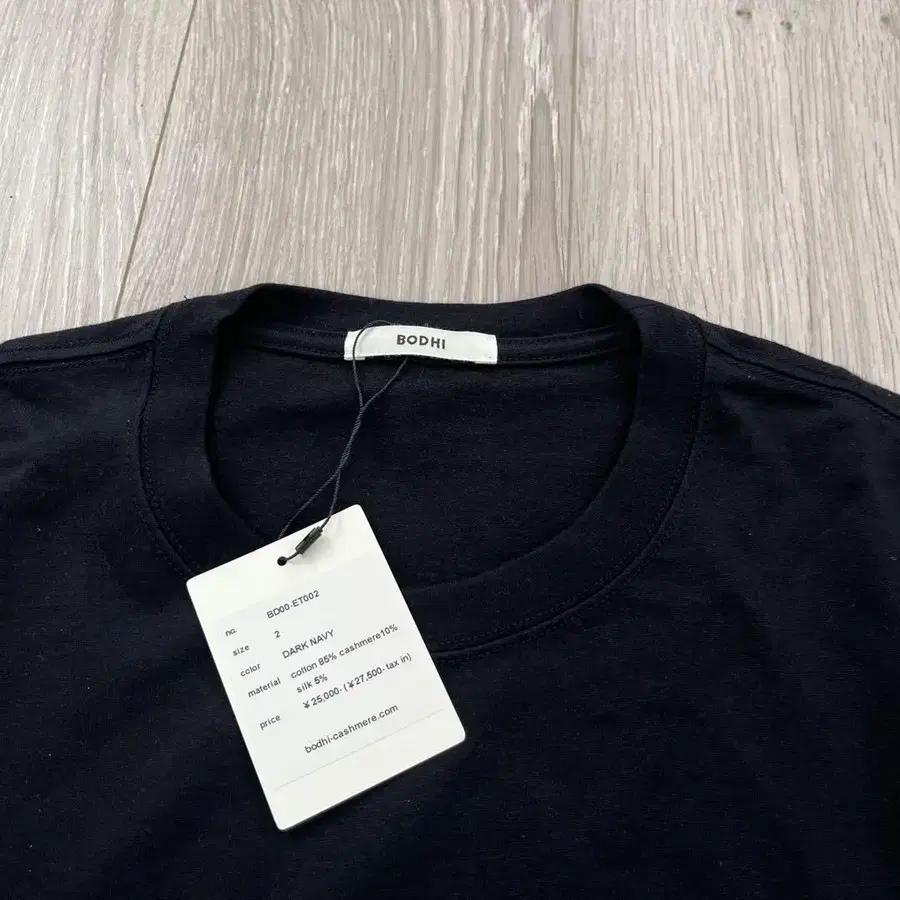 BODHI
no. BD00-ET002
size 2
color DARK NAVY
material cotton 85% cashmere10%
silk 5%
price ¥25,000- (¥27,500- tax in)
bodhi-cashmere.com